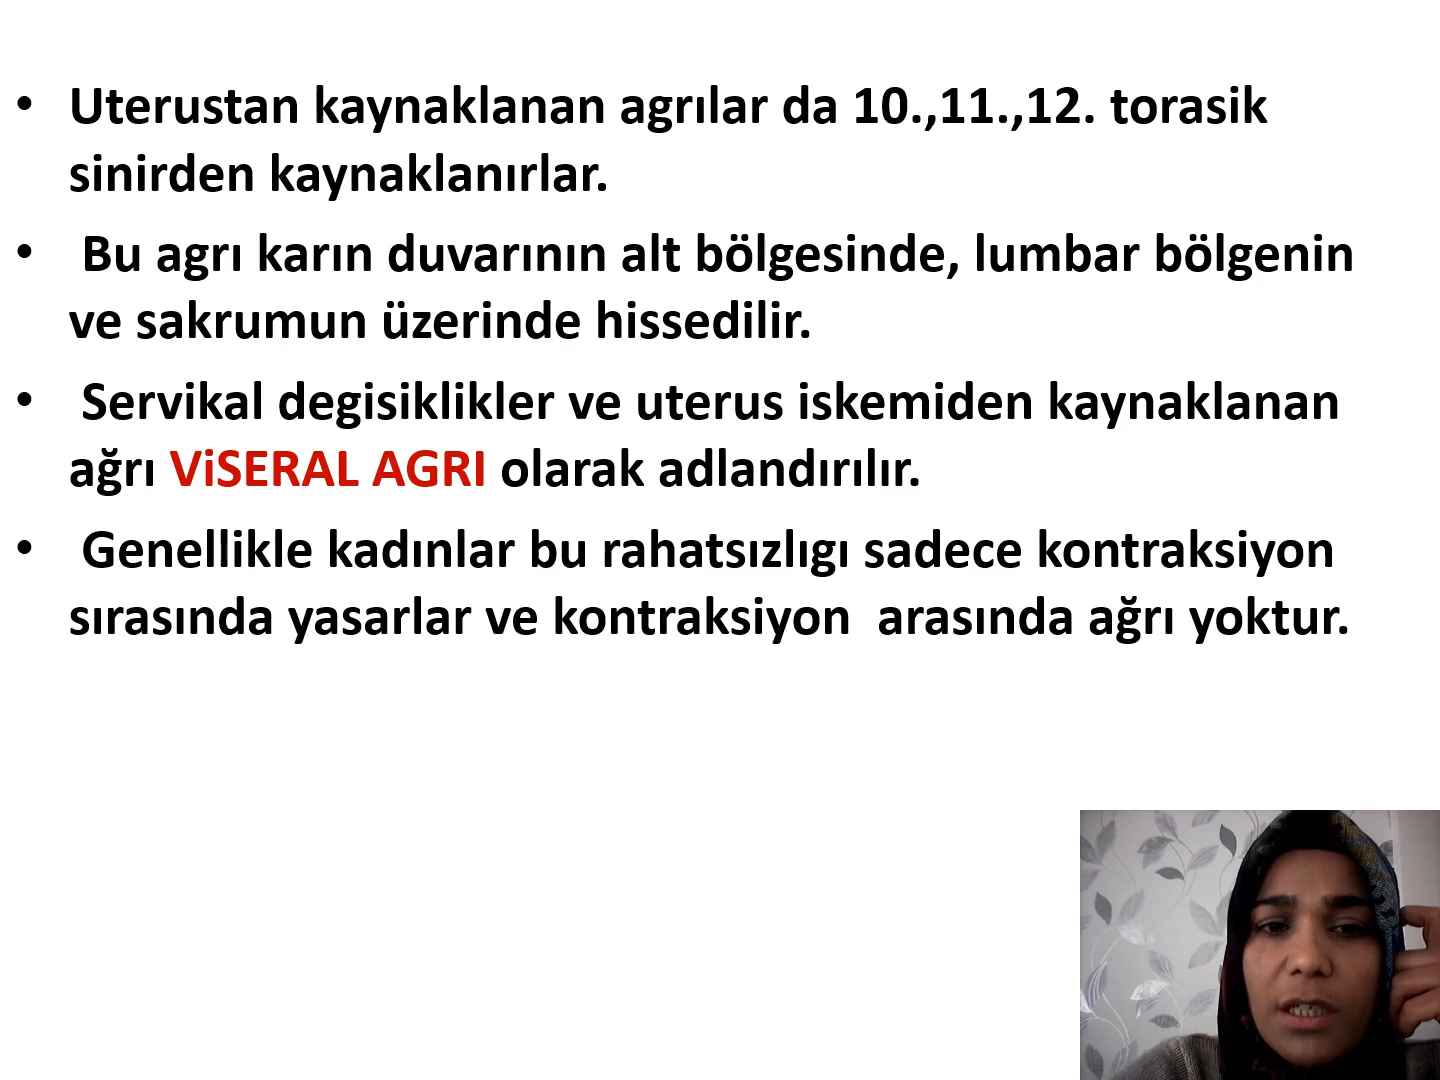 • Uterustan kaynaklanan agrılar da 10.,11.,12. torasik
sinirden kaynaklanırlar.
• Bu agrı karın duvarının alt bölgesinde, lumbar bölgenin
ve sakrumun üzerinde hissedilir.
• Servikal degisiklikler ve uterus iskemiden kaynaklanan
ağrı ViSERAL AGRI olarak adlandırılır.
• Genellikle kadınlar bu rahatsızlıgı sadece kontraksiyon
sırasında yasarlar ve kontraksiyon  arasında ağrı yoktur.